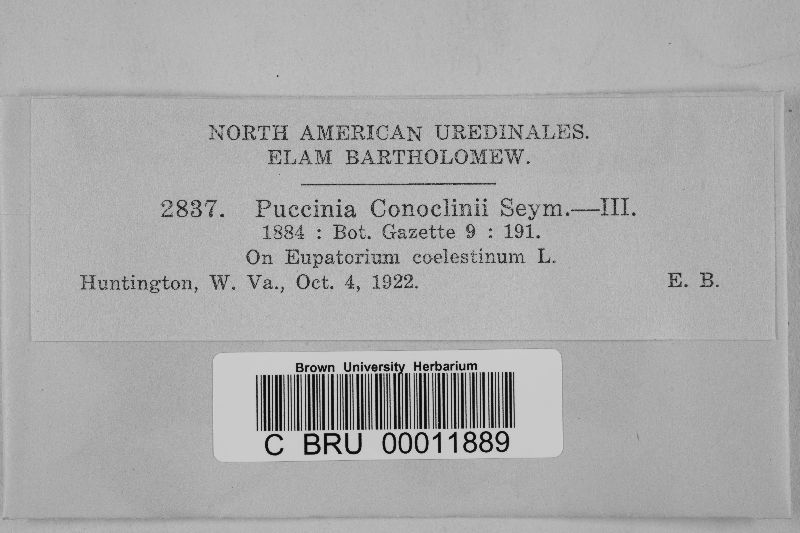 NORTH AMERICAN UREDINALES.
ELAM BARTHOLOMEW.
2837. Puccinia Conoclinii Seym.—III.
1884 : Bot. Gazette 9 : 191.
On Eupatorium coelestinum L.
Huntington, W. Va., Oct. 4, 1922. E. B.
Brown University Herbarium
C BRU 00011889